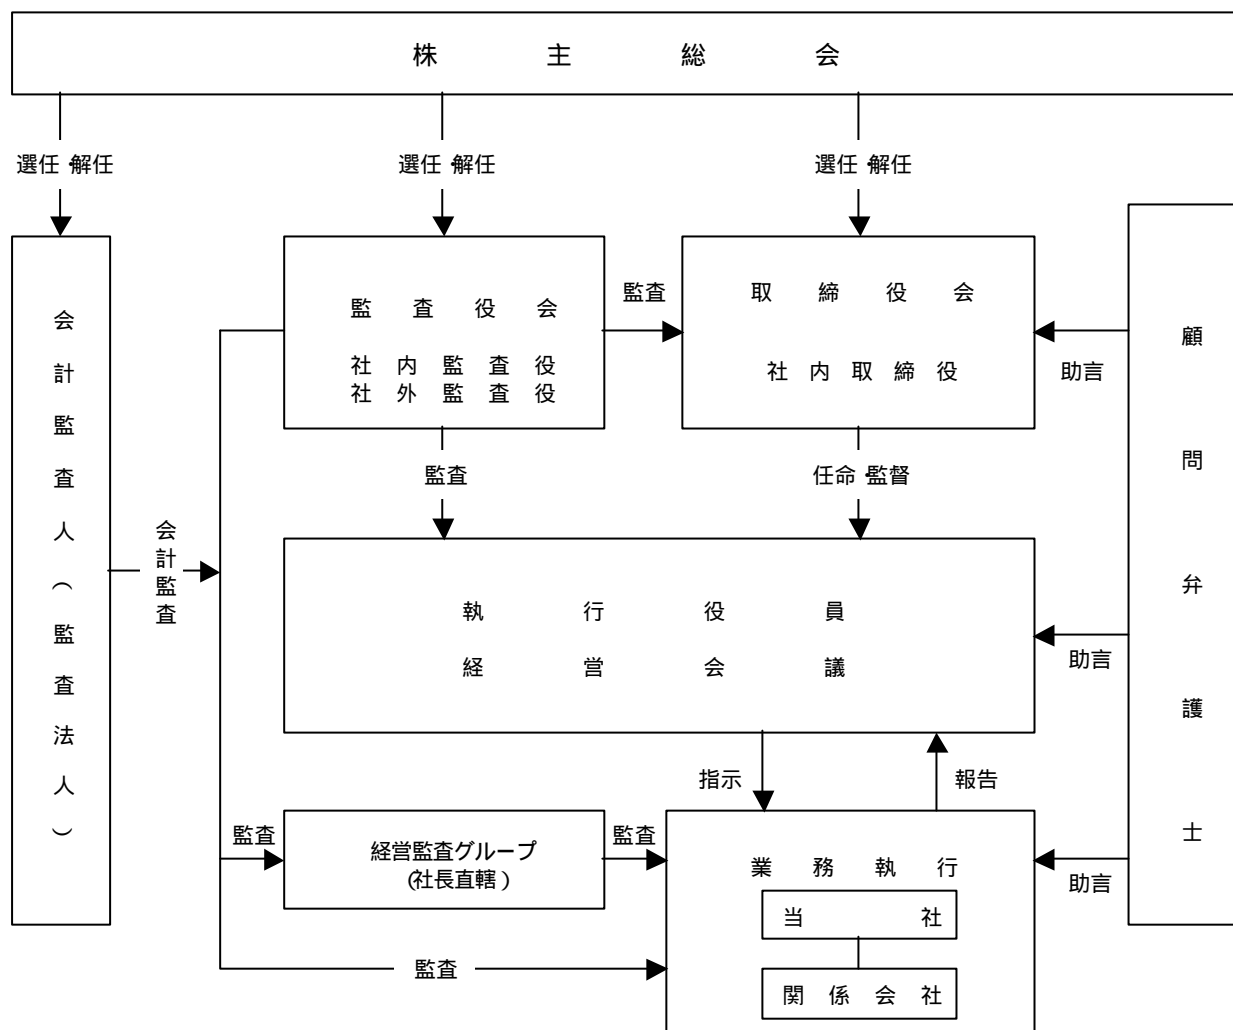 株主総会
選任・解任
選任・解任
選任・解任
会計監査人（監査法人）
監査役会
社内監査役
社外監査役
監査
取締役会
社内取締役
助言
顧問弁護士
監査
任命・監督
会計監査
執行役員
経営会議
助言
指示
報告
監査
経営監査グループ
(社長直轄)
監査
業務執行
助言
当社
監査
関係会社